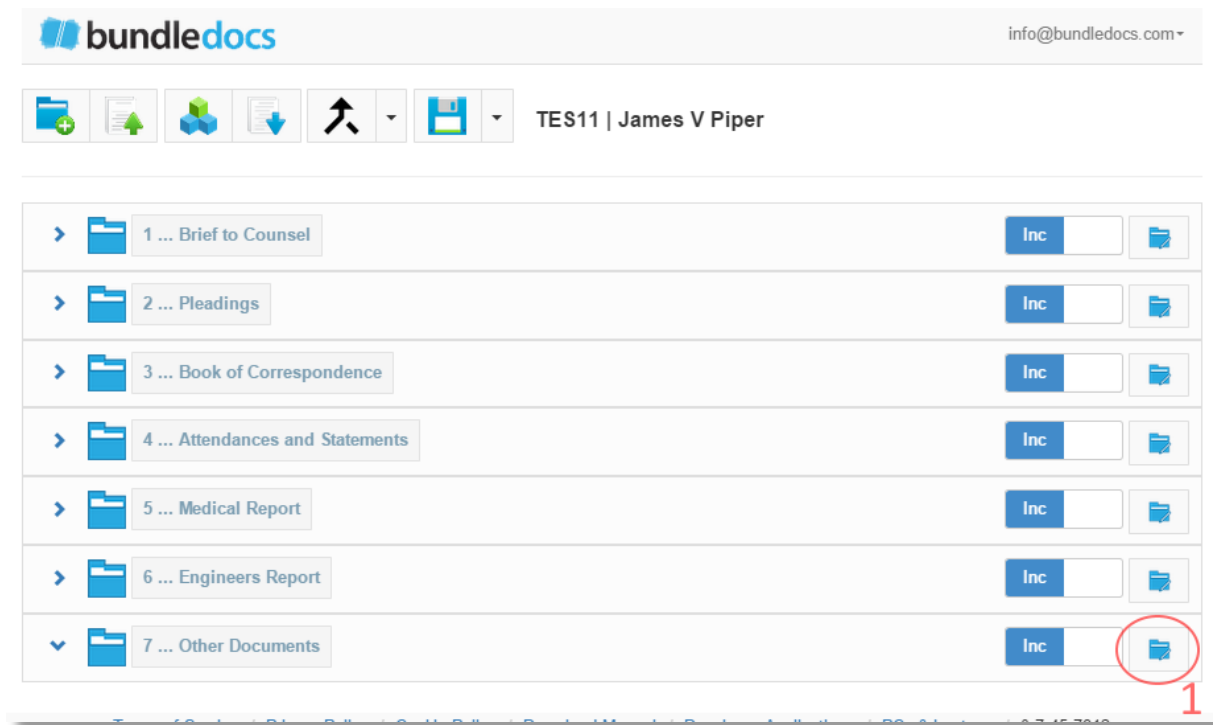 bundledocs
info@bundledocs.com
TES11 | James V Piper
1 ... Brief to Counsel
Inc
2 ... Pleadings
Inc
3 ... Book of Correspondence
Inc
4 ... Attendances and Statements
Inc
5 ... Medical Report
Inc
6 ... Engineers Report
Inc
7 ... Other Documents
Inc
1